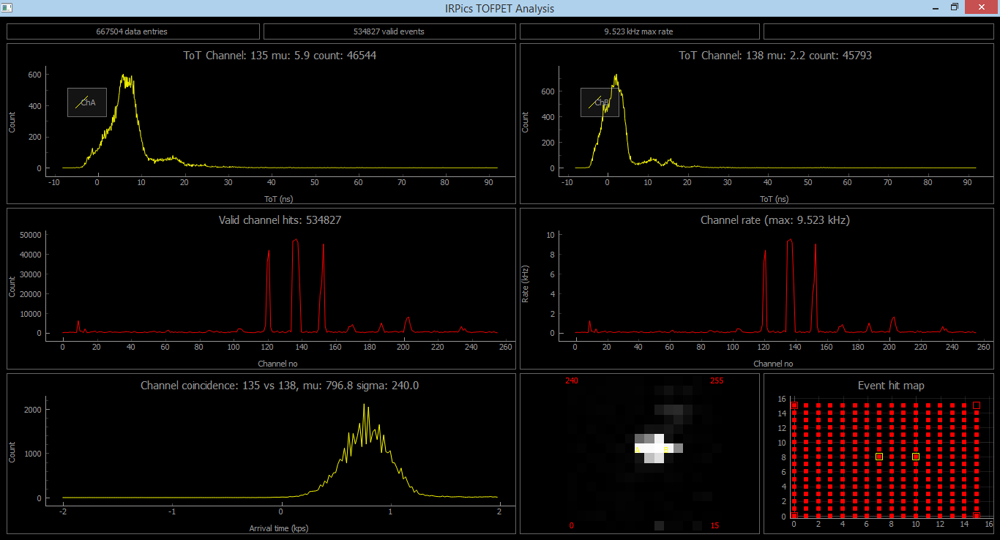 IRPics TOFPET Analysis
667504 data entries
534827 valid events
9.523 kHz max rate
ToT Channel: 135 mu: 5.9 count: 46544
600
400
200
0
Count
ChA
-10 0 10 20 30 40 50 60 70 80 90
ToT (ns)
ToT Channel: 138 mu: 2.2 count: 45793
600
400
200
0
Count
ChB
-10 0 10 20 30 40 50 60 70 80 90
ToT (ns)
Valid channel hits: 534827
50000
40000
30000
20000
10000
0
Count
0 20 40 60 80 100 120 140 160 180 200 220 240 260
Channel no
Channel rate (max: 9.523 kHz)
10
8
6
4
2
0
Rate (kHz)
0 20 40 60 80 100 120 140 160 180 200 220 240 260
Channel no
Channel coincidence: 135 vs 138, mu: 796.8 sigma: 240.0
2000
1000
0
Count
-2 -1 0 1 2
Arrival time (kps)
240 255
A B
0 15
Event hit map
16
14
12
10
8
6
4
2
0
0 2 4 6 8 10 12 14 16